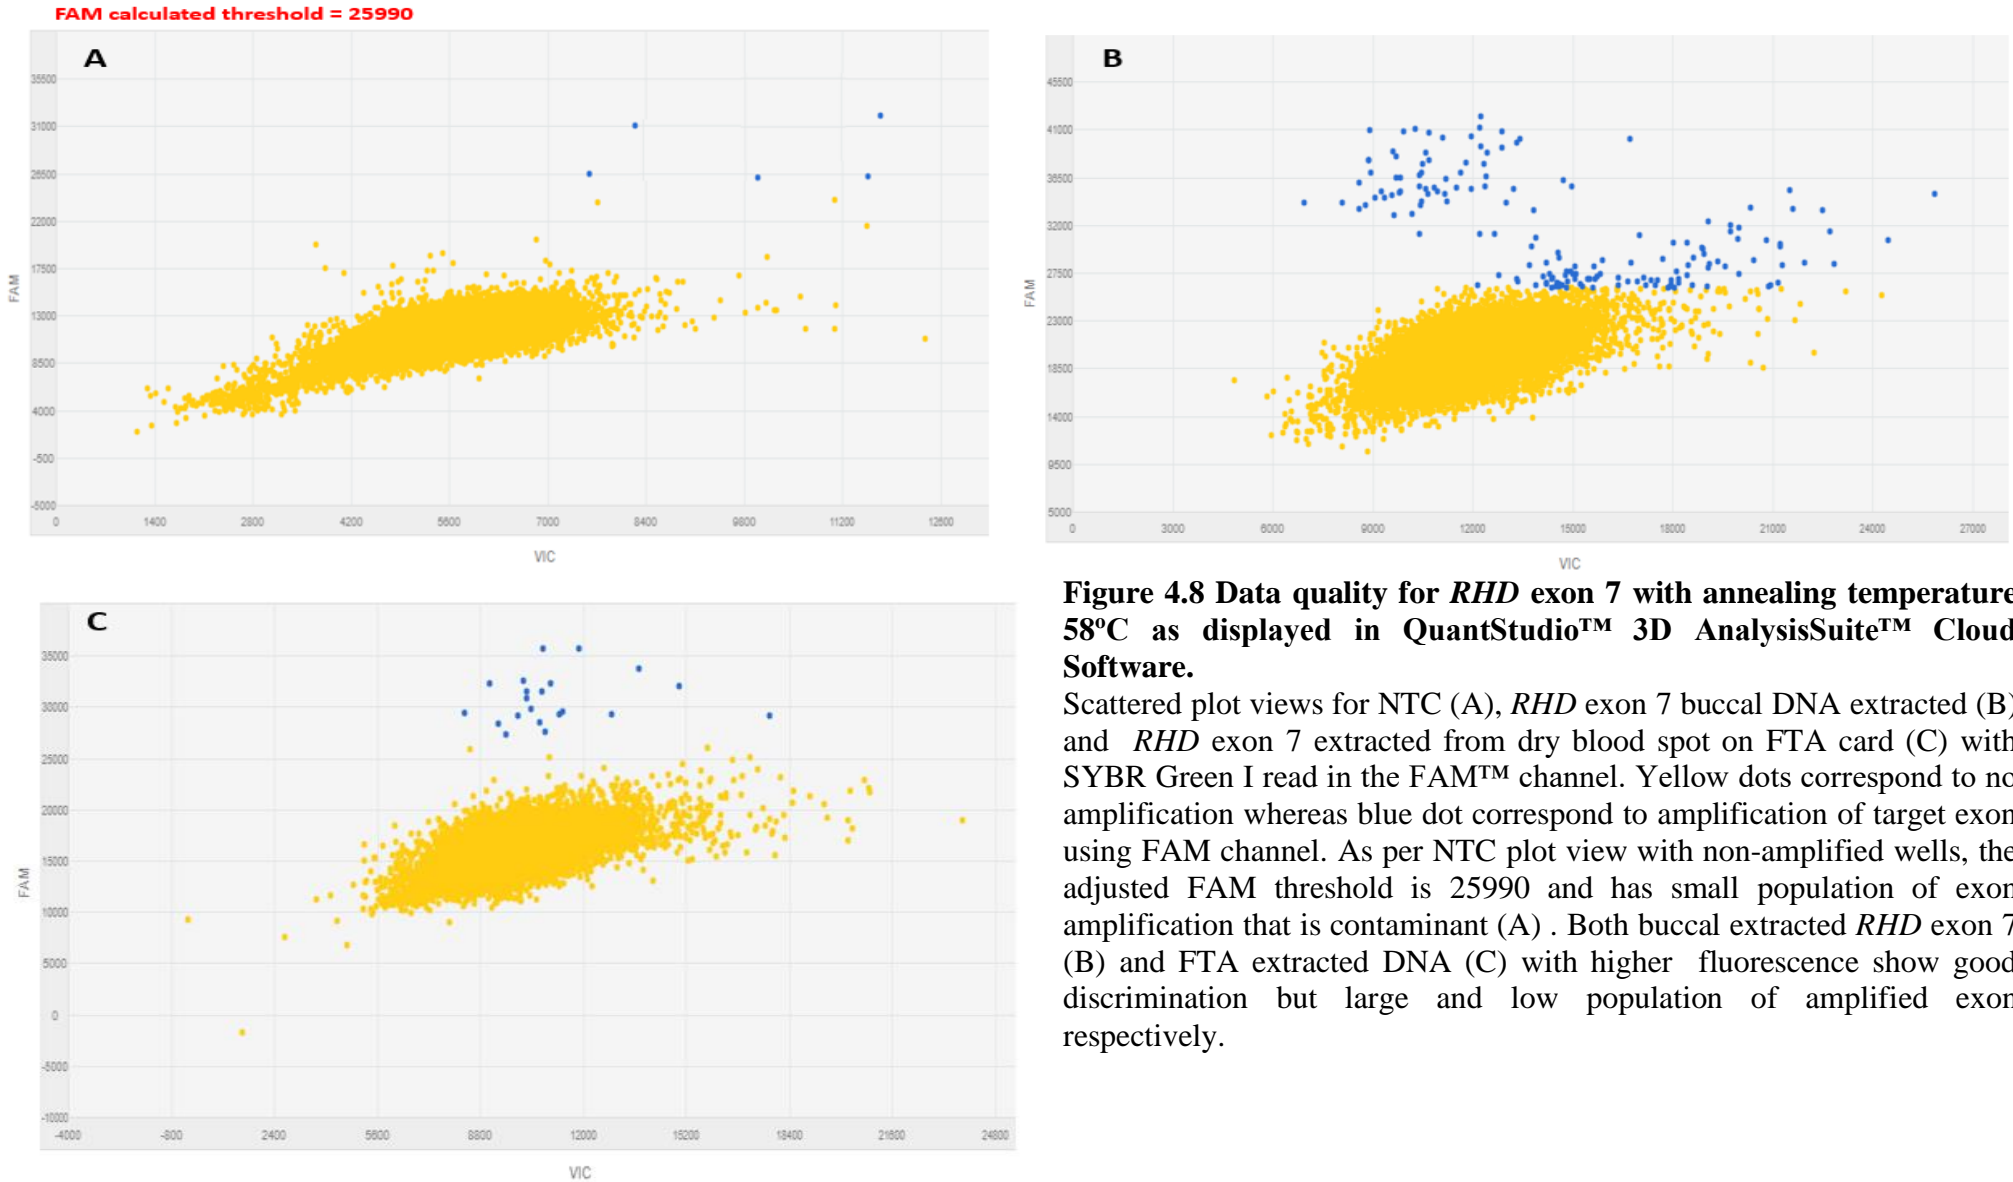 FAM calculated threshold = 25990
A
35500
31000
26500
22000
17500
13000
8500
4000
-500
-5000
FAM
0 1400 2800 4200 5600 7000 8400 9800 11200 12600
VIC
B
45500
41000
36500
32000
27500
23000
18500
14000
9500
5000
FAM
0 3000 6000 9000 12000 15000 18000 21000 24000 27000
VIC
C
35000
30000
25000
20000
15000
10000
5000
0
-5000
-10000
FAM
-4000 -800 2400 5600 8800 12000 15200 18400 21600 24800
VIC
Figure 4.8 Data quality for RHD exon 7 with annealing temperature
58ºC as displayed in QuantStudio™ 3D AnalysisSuite™ Cloud
Software.
Scattered plot views for NTC (A), RHD exon 7 buccal DNA extracted (B)
and RHD exon 7 extracted from dry blood spot on FTA card (C) with
SYBR Green I read in the FAM™ channel. Yellow dots correspond to no
amplification whereas blue dot correspond to amplification of target exon
using FAM channel. As per NTC plot view with non-amplified wells, the
adjusted FAM threshold is 25990 and has small population of exon
amplification that is contaminant (A) . Both buccal extracted RHD exon 7
(B) and FTA extracted DNA (C) with higher fluorescence show good
discrimination but large and low population of amplified exon
respectively.